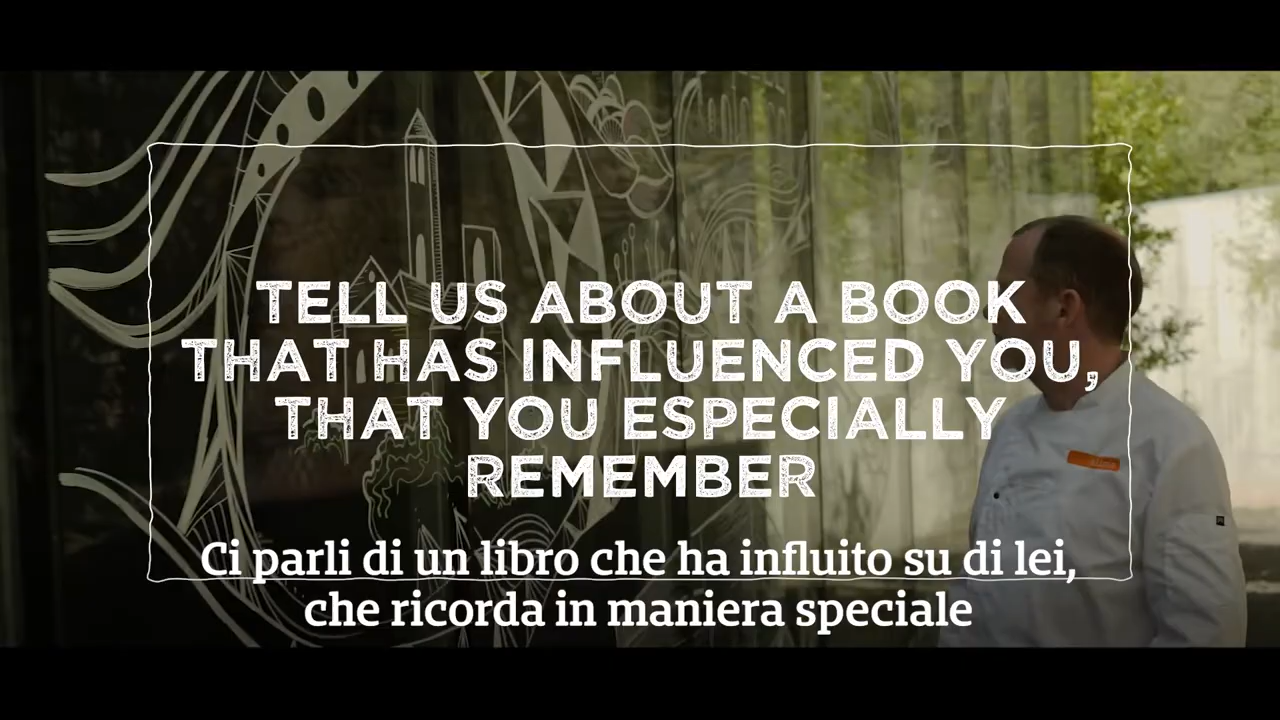 TELL US ABOUT A BOOK
THAT HAS INFLUENCED YOU,
THAT YOU ESPECIALLY
REMEMBER
Ci parli di un libro che ha influito su di lei,
che ricorda in maniera speciale